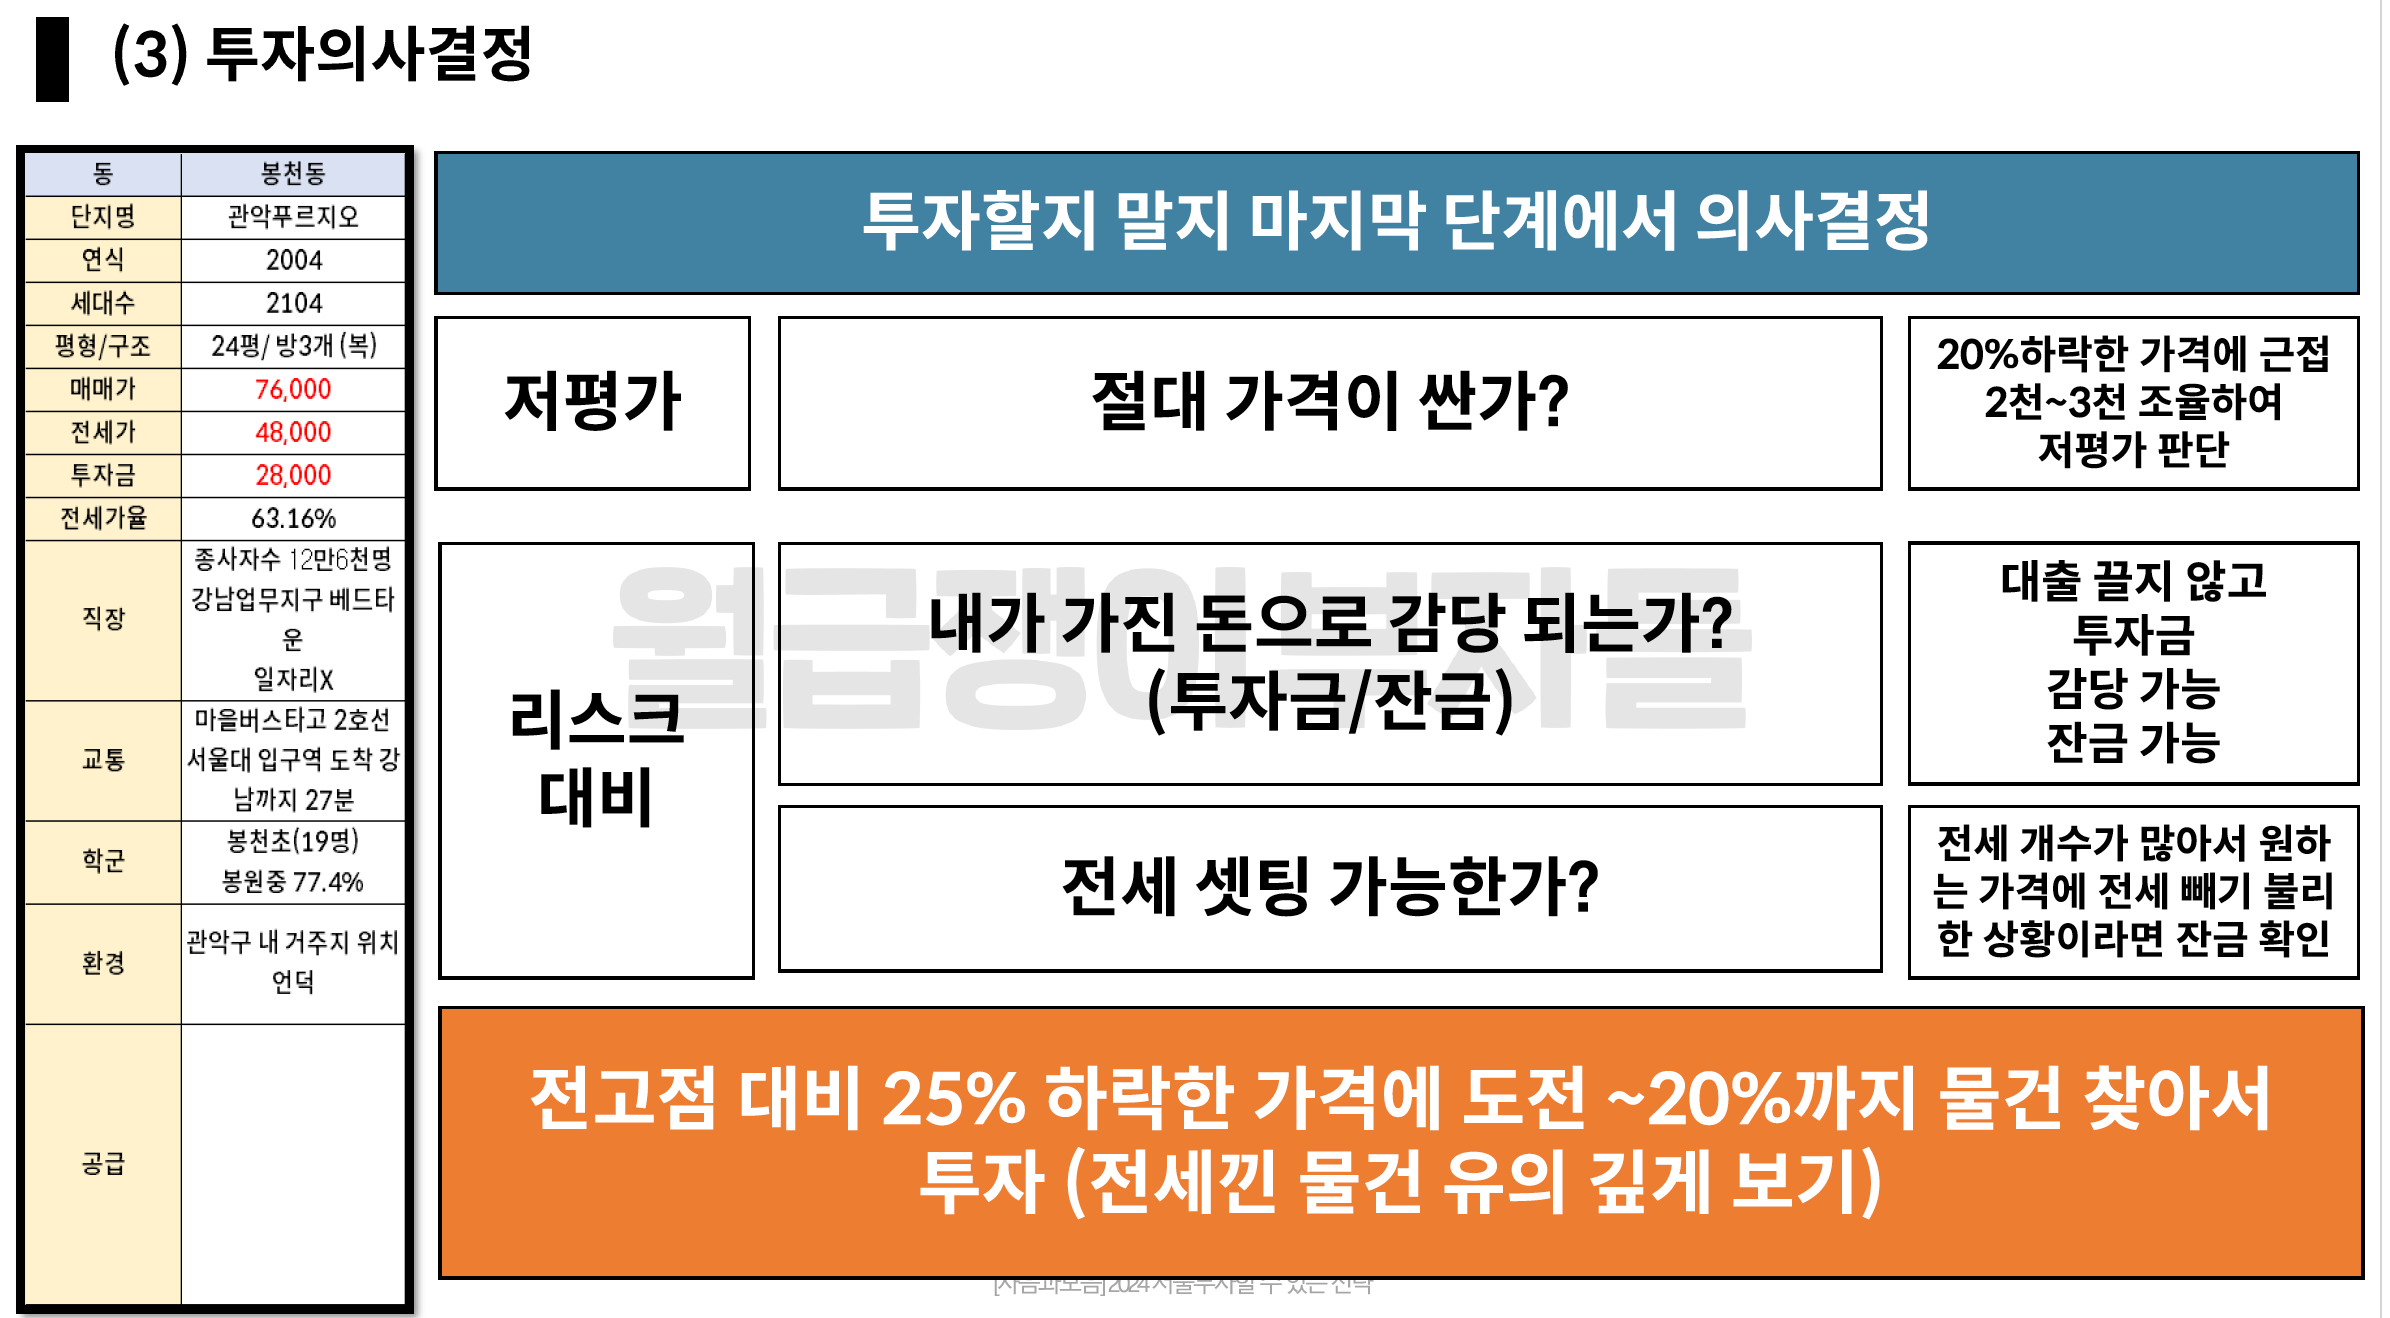 (3) 투자의사결정
동 봉천동
단지명 관악푸르지오
연식 2004
세대수 2104
평형/구조 24평/ 방3개 (복)
매매가 76,000
전세가 48,000
투자금 28,000
전세가율 63.16%
직장
종사자수 12만6천명
강남업무지구 베드타
운
일자리X
교통
마을버스타고 2호선
서울대 입구역 도착 강
남까지 27분
학군
봉천초(19명)
봉원중 77.4%
환경
관악구 내 거주지 위치
언덕
공급
투자할지 말지 마지막 단계에서 의사결정
저평가
절대 가격이 싼가?
20%하락한 가격에 근접
2천~3천 조율하여
저평가 판단
리스크
대비
내가 가진 돈으로 감당 되는가?
(투자금/잔금)
대출 끌지 않고
투자금
감당 가능
잔금 가능
전세 셋팅 가능한가?
전세 개수가 많아서 원하
는 가격에 전세 빼기 불리
한 상황이라면 잔금 확인
월급쟁이부자들
전고점 대비 25% 하락한 가격에 도전 ~20%까지 물건 찾아서
투자 (전세낀 물건 유의 깊게 보기)